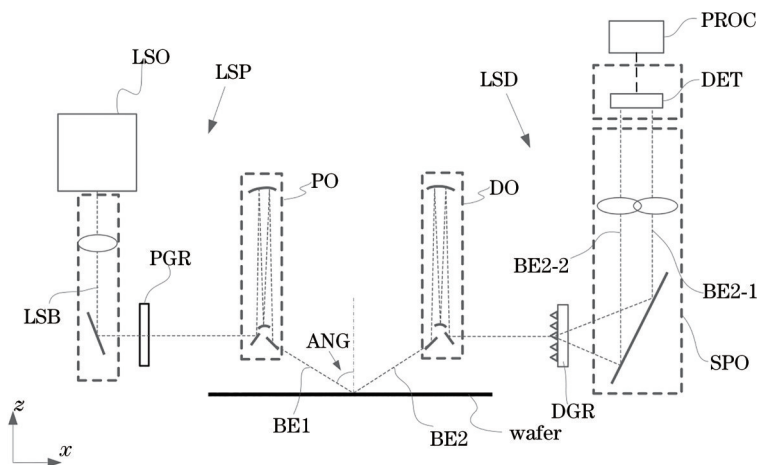 PROC
LSO
LSP
LSD
DET
PO
DO
PGR
BE2-2
BE2-1
LSB
ANG
SPO
BE1
BE2
wafer
DGR
z
x